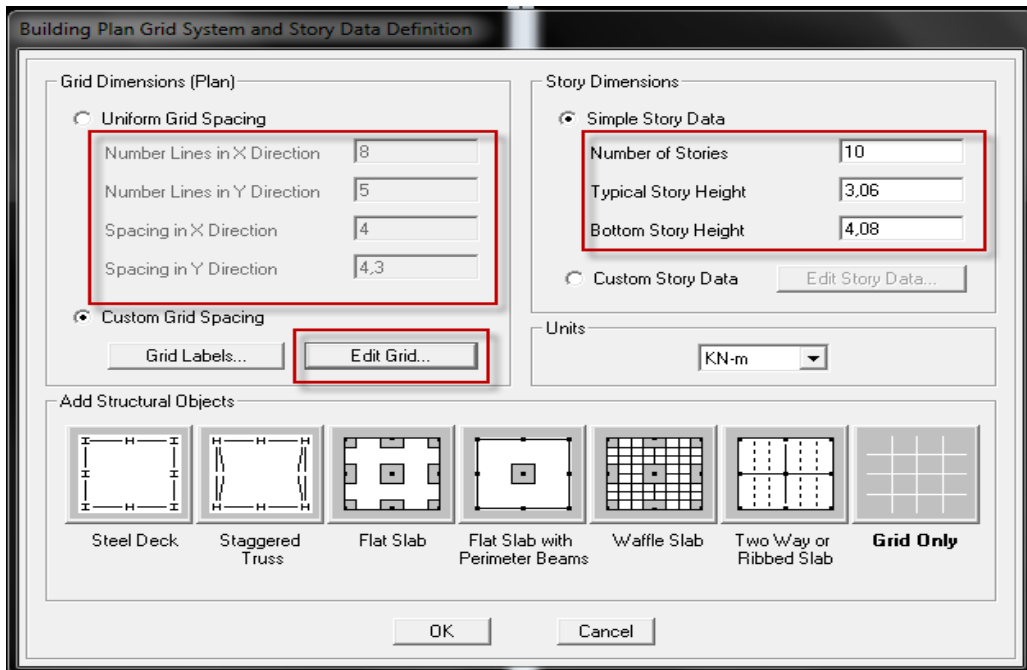 Building Plan Grid System and Story Data Definition
Grid Dimensions (Plan)
Uniform Grid Spacing
Number Lines in X Direction 8
Number Lines in Y Direction 5
Spacing in X Direction 4
Spacing in Y Direction 4,3
Custom Grid Spacing
Grid Labels... Edit Grid...
Story Dimensions
Simple Story Data
Number of Stories 10
Typical Story Height 3,06
Bottom Story Height 4,08
Custom Story Data Edit Story Data...
Units
KN-m
Add Structural Objects
Steel Deck
Staggered
Truss
Flat Slab
Flat Slab with
Perimeter Beams
Waffle Slab
Two Way or
Ribbed Slab
Grid Only
OK Cancel